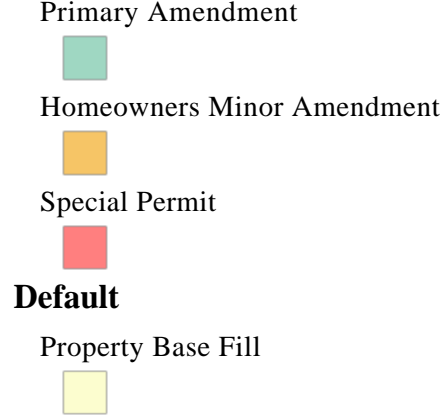 Primary Amendment
Homeowners Minor Amendment
Special Permit
Default
Property Base Fill